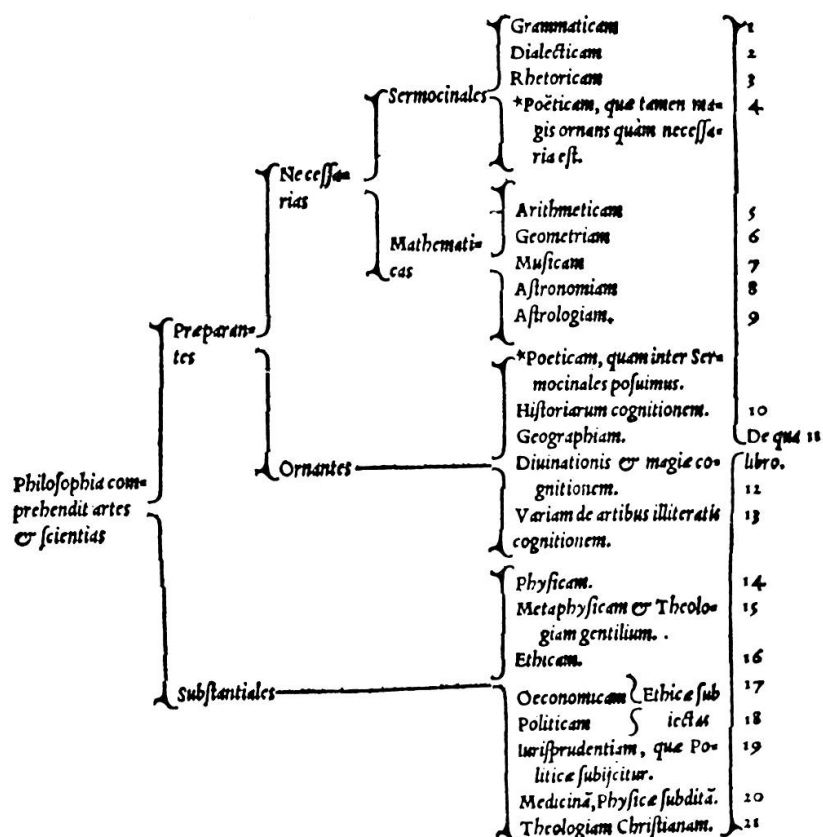 Grammaticam 1
Dialecticam 2
Rhetoricam 3
Sermocinales
*Poëticam, quæ tamen ma- 4
gis ornans quàm necessa-
ria est.
Necessa-
rias
Arithmeticam 5
Geometriam 6
Mathemati-
cas
Musicam 7
Astronomiam 8
Astrologiam. 9
Præparan-
tes
*Poeticam, quam inter Ser-
mocinales posuimus.
Historiarum cognitionem. 10
Geographiam. De qua 11
Ornantes
Diuinationis & magiæ co- libro.
gnitionem. 12
Variam de artibus illiteratis 13
cognitionem.
Philosophia com-
prehendit artes
& scientias
Physicam. 14
Metaphysicam & Theolo- 15
giam gentilium.
Ethicam. 16
Substantiales
Oeconomicam Ethicæ sub 17
Politicam iectas 18
Iurisprudentiam, quæ Po- 19
liticæ subijcitur.
Medicinã, Physicæ subditã. 20
Theologiam Christianam. 21